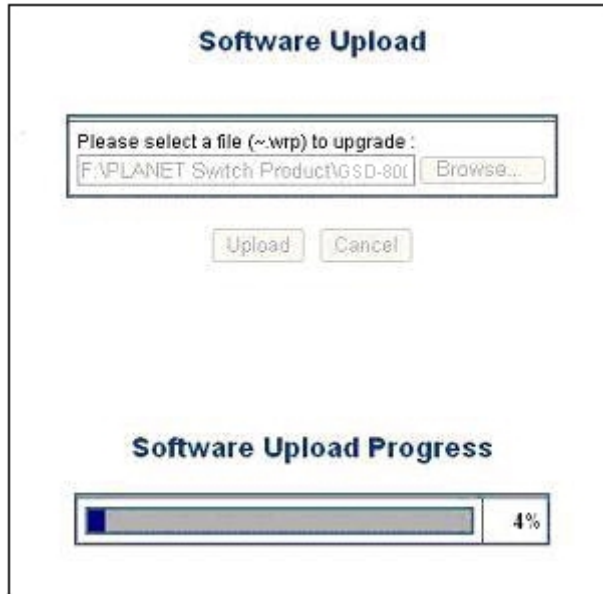 Software Upload
Please select a file (~.wrp) to upgrade :
F:\PLANET Switch Product\GSD-800
Browse...
Upload Cancel
Software Upload Progress
4%